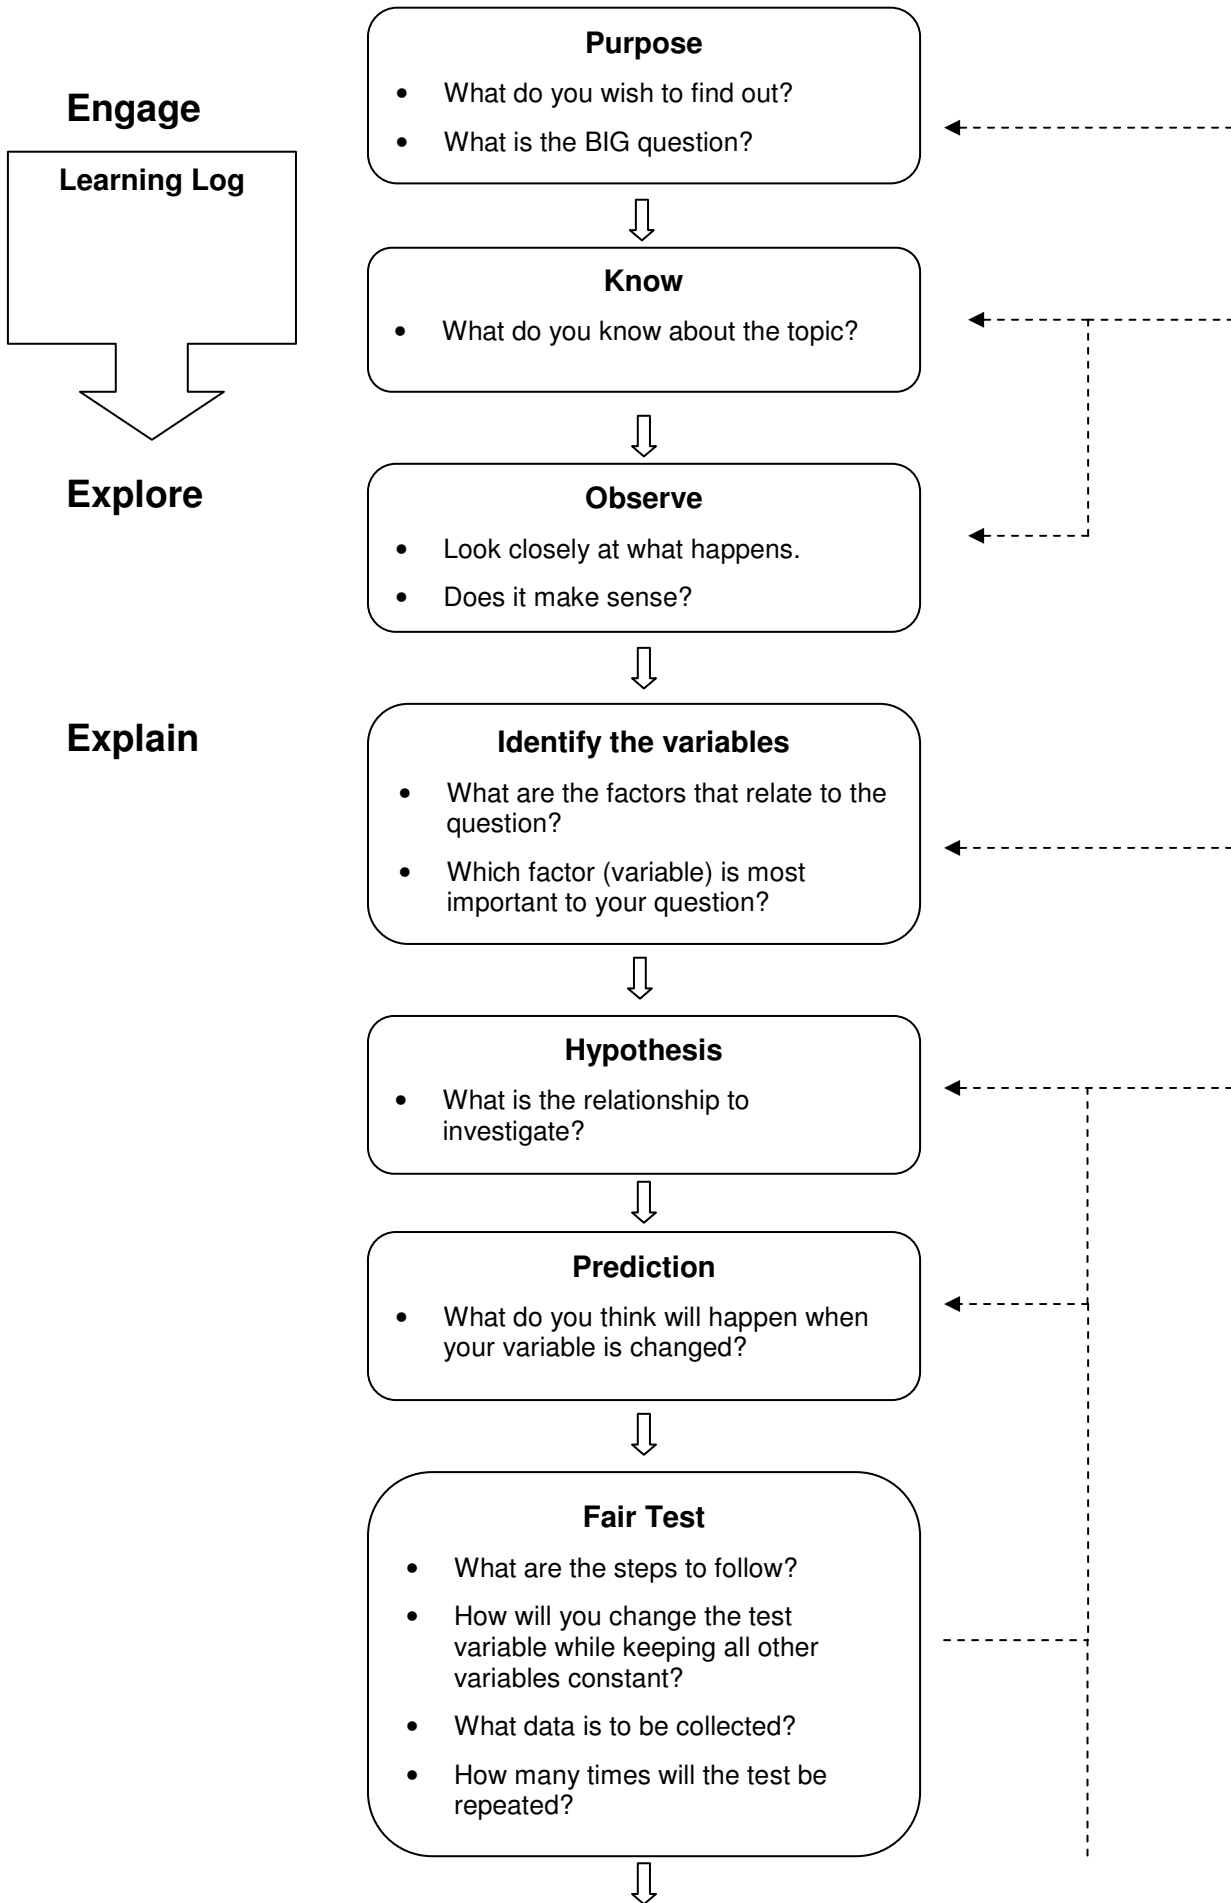 Purpose
• What do you wish to find out?
• What is the BIG question?
Engage
Learning Log
Know
• What do you know about the topic?
Explore
Observe
• Look closely at what happens.
• Does it make sense?
Explain
Identify the variables
• What are the factors that relate to the
question?
• Which factor (variable) is most
important to your question?
Hypothesis
• What is the relationship to
investigate?
Prediction
• What do you think will happen when
your variable is changed?
Fair Test
• What are the steps to follow?
• How will you change the test
variable while keeping all other
variables constant?
• What data is to be collected?
• How many times will the test be
repeated?